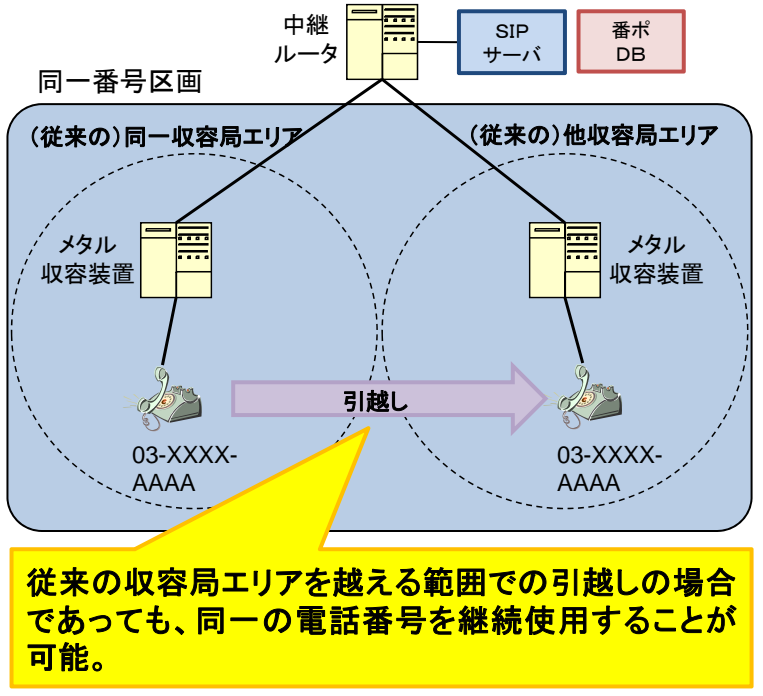 中継
ルータ
SIP
サーバ
番ポ
DB
同一番号区画
（従来の）同一収容局エリア
（従来の）他収容局エリア
メタル
収容装置
メタル
収容装置
引越し
03-XXXX-
AAAA
03-XXXX-
AAAA
従来の収容局エリアを越える範囲での引越しの場合
であっても、同一の電話番号を継続使用することが
可能。